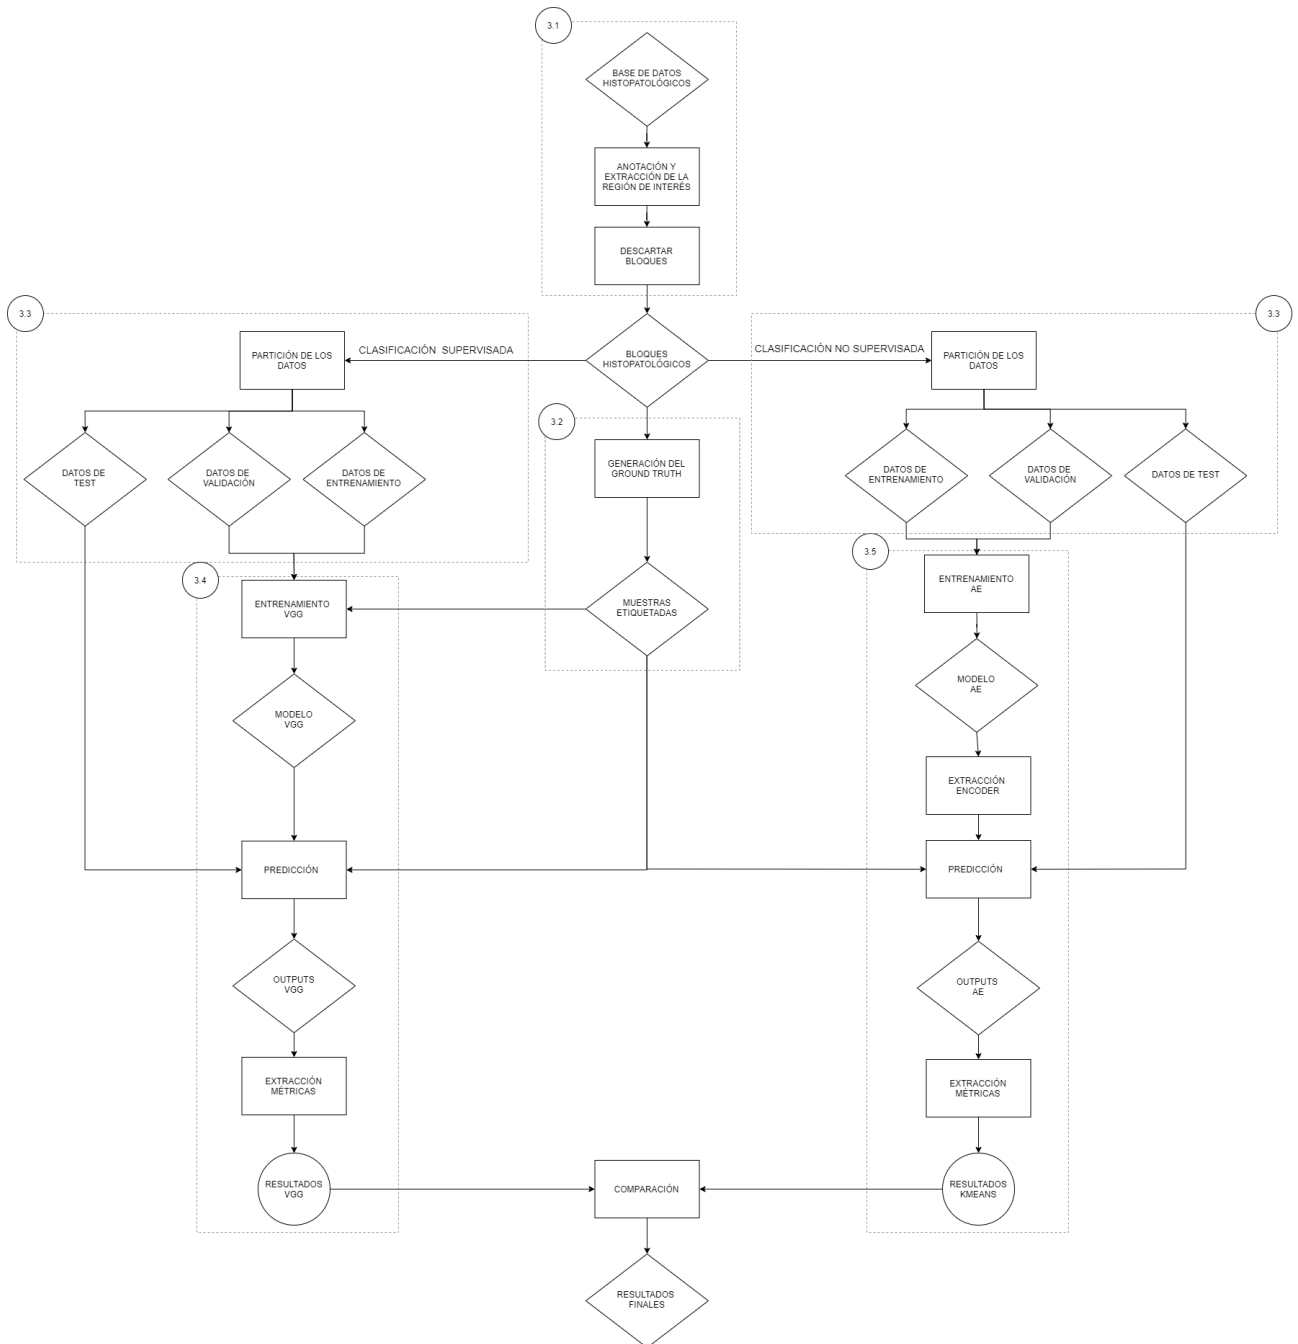 3.1
BASE DE DATOS
HISTOPATOLÓGICOS
ANOTACIÓN Y
EXTRACCIÓN DE LA
REGIÓN DE INTERÉS
DESCARTAR
BLOQUES
3.3
3.3
PARTICIÓN DE LOS
DATOS
CLASIFICACIÓN SUPERVISADA
BLOQUES
HISTOPATOLÓGICOS
CLASIFICACIÓN NO SUPERVISADA
PARTICIÓN DE LOS
DATOS
3.2
DATOS DE
TEST
DATOS DE
VALIDACIÓN
DATOS DE
ENTRENAMIENTO
GENERACIÓN DEL
GROUND TRUTH
DATOS DE
ENTRENAMIENTO
DATOS DE
VALIDACIÓN
DATOS DE TEST
3.4
3.5
ENTRENAMIENTO
VGG
MUESTRAS
ETIQUETADAS
ENTRENAMIENTO
AE
MODELO
VGG
MODELO
AE
EXTRACCIÓN
ENCODER
PREDICCIÓN
PREDICCIÓN
OUTPUTS
VGG
OUTPUTS
AE
EXTRACCIÓN
MÉTRICAS
EXTRACCIÓN
MÉTRICAS
RESULTADOS
VGG
COMPARACIÓN
RESULTADOS
KMEANS
RESULTADOS
FINALES